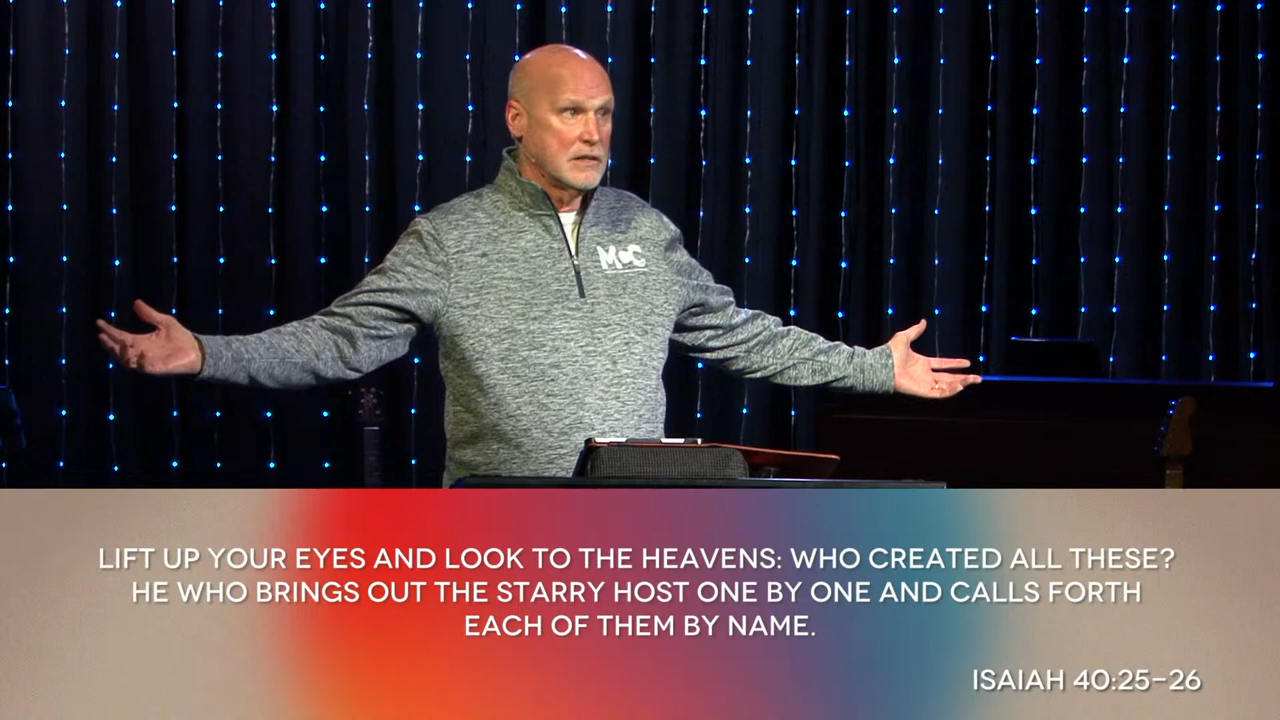 MC
LIFT UP YOUR EYES AND LOOK TO THE HEAVENS: WHO CREATED ALL THESE?
HE WHO BRINGS OUT THE STARRY HOST ONE BY ONE AND CALLS FORTH
EACH OF THEM BY NAME.
ISAIAH 40:25-26